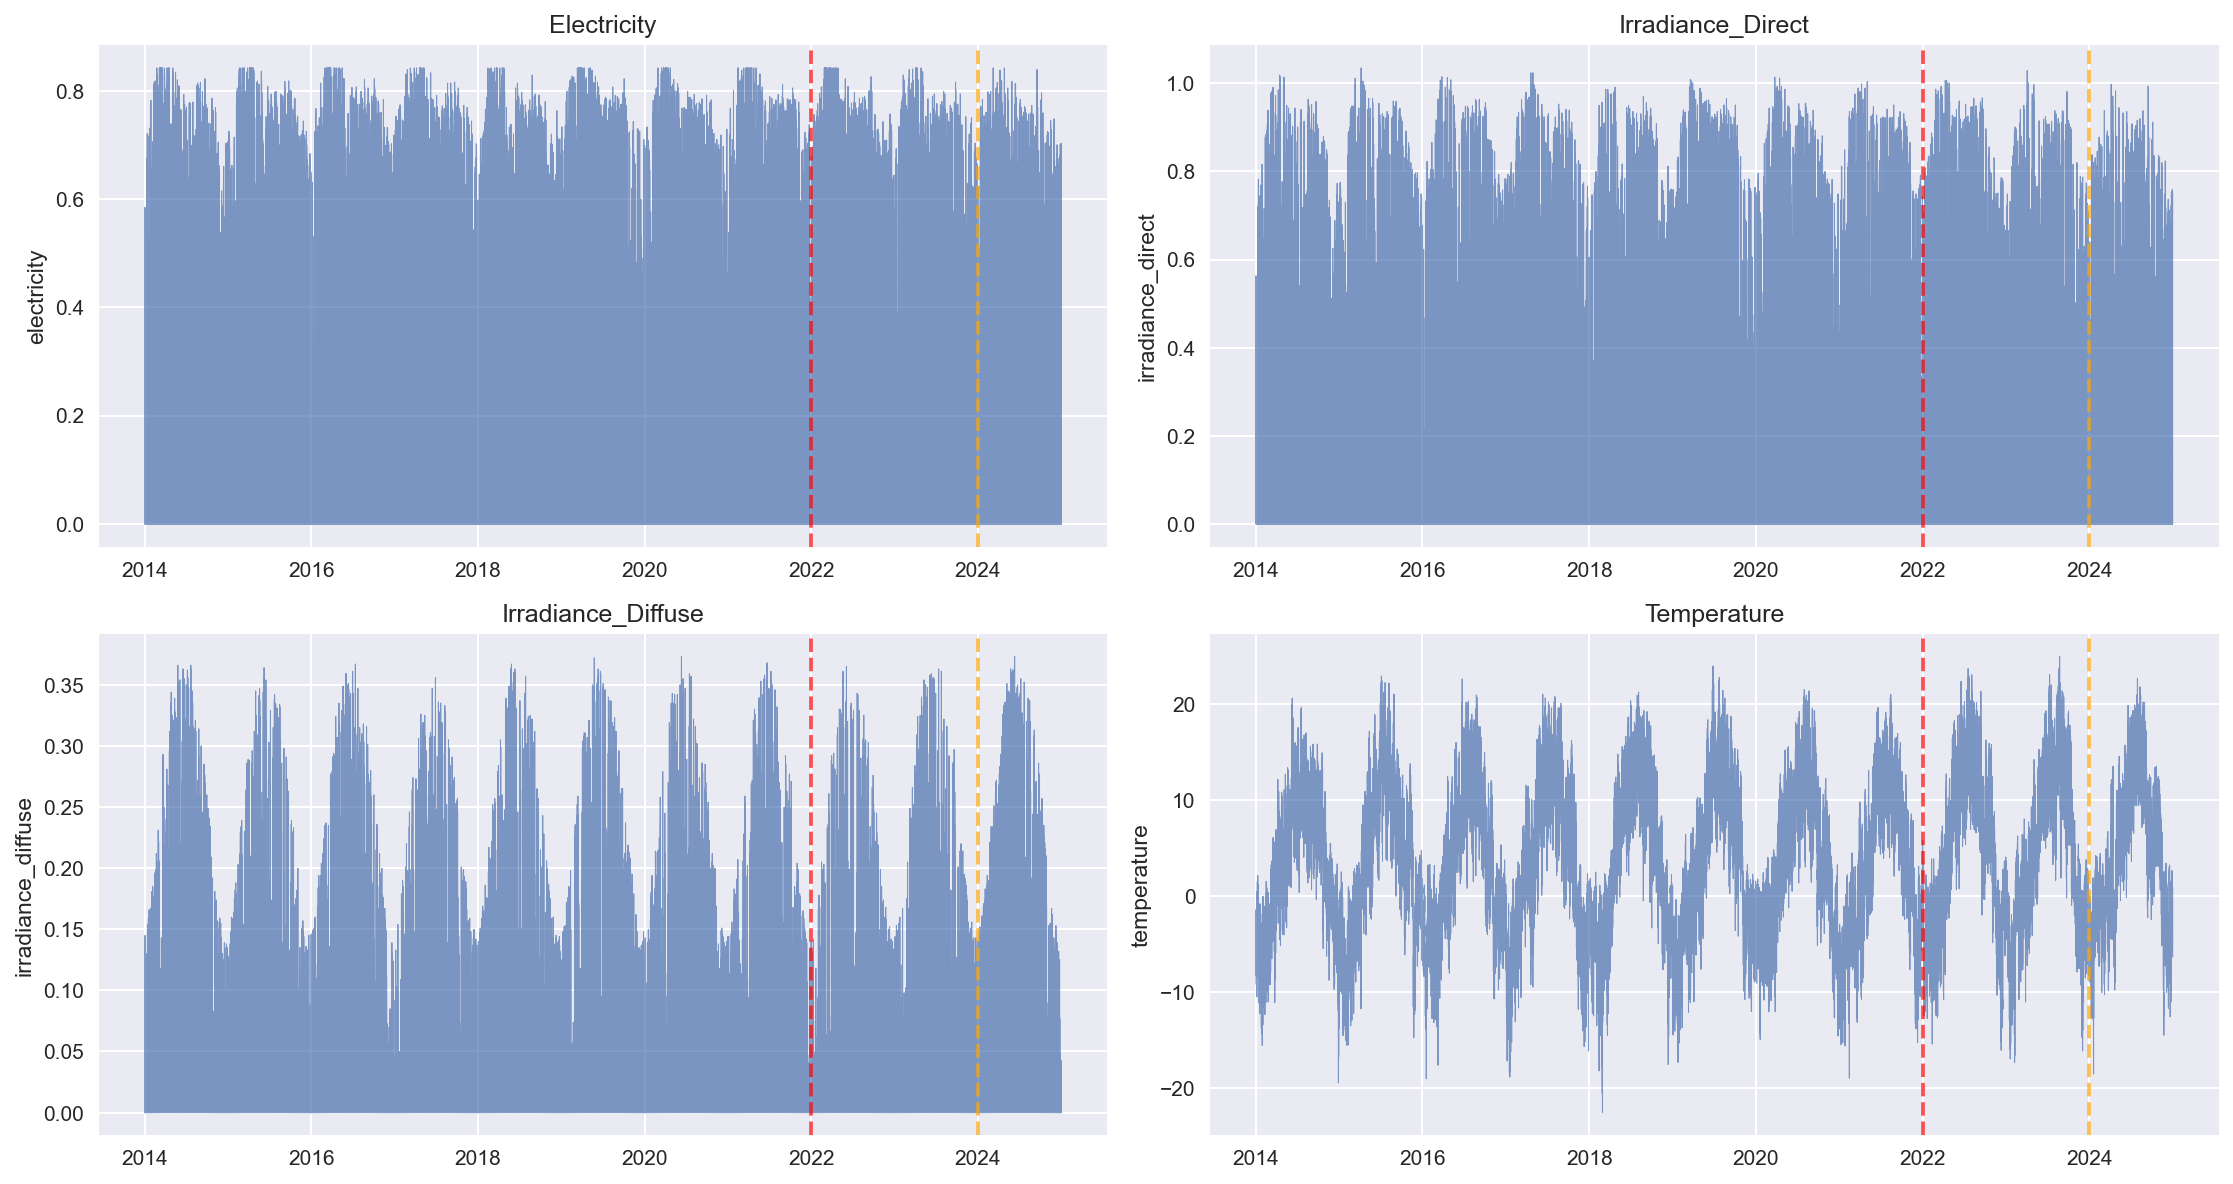 Electricity
electricity
0.8
0.6
0.4
0.2
0.0
2014 2016 2018 2020 2022 2024
Irradiance_Direct
irradiance_direct
1.0
0.8
0.6
0.4
0.2
0.0
2014 2016 2018 2020 2022 2024
Irradiance_Diffuse
irradiance_diffuse
0.35
0.30
0.25
0.20
0.15
0.10
0.05
0.00
2014 2016 2018 2020 2022 2024
Temperature
temperature
20
10
0
−10
−20
2014 2016 2018 2020 2022 2024